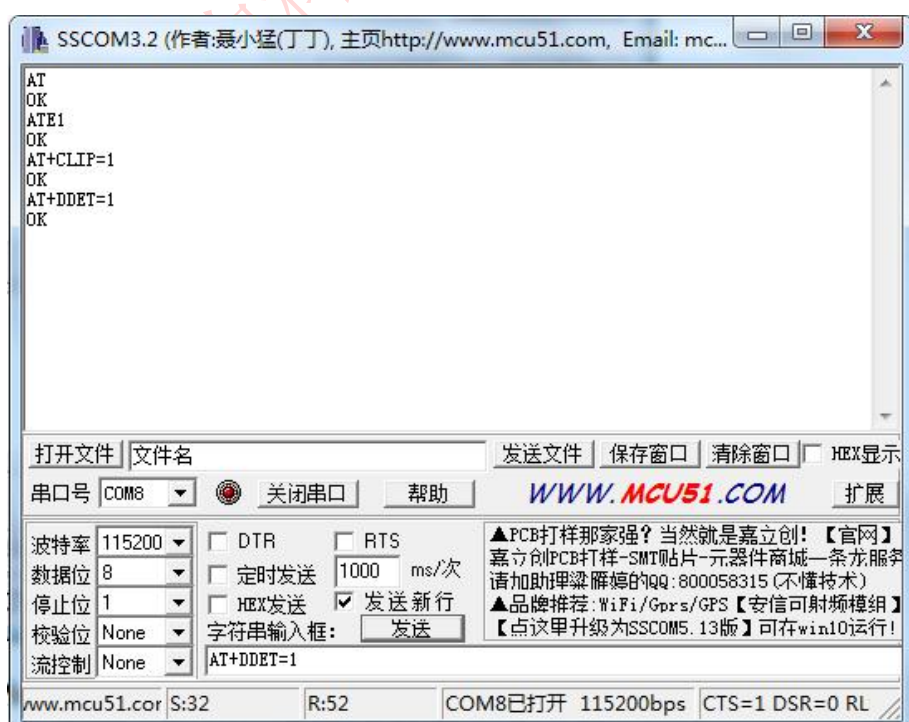 SSCOM3.2 (作者:聂小猛(丁丁), 主页http://www.mcu51.com, Email: mc...
AT
OK
ATE1
OK
AT+CLIP=1
OK
AT+DDET=1
OK
打开文件 文件名 发送文件 保存窗口 清除窗口 HEX显示
串口号 COM8 关闭串口 帮助 WWW.MCU51.COM 扩展
波特率 115200 DTR RTS
数据位 8 定时发送 1000 ms/次
停止位 1 HEX发送 发送新行
校验位 None 字符串输入框: 发送
流控制 None AT+DDET=1
▲PCB打样那家强?当然就是嘉立创!【官网】
嘉立创PCB打样-SMT贴片-元器件商城—条龙服务
请加助理梁雁婷的QQ:800058315(不懂技术)
▲品牌推荐:WiFi/Gprs/GPS【安信可射频模组】
【点这里升级为SSCOM5.13版】可在win10运行!
www.mcu51.cor S:32 R:52 COM8已打开 115200bps CTS=1 DSR=0 RL